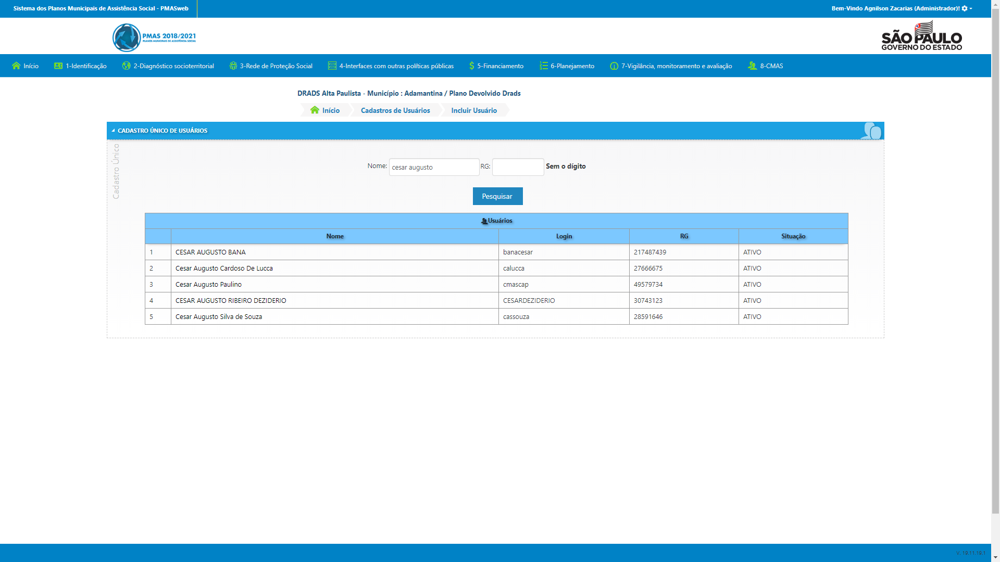 Sistema dos Planos Municipais de Assistência Social - PMASweb
Bem-Vindo Agnilson Zacarias (Administrador)!
PMAS 2018/2021
PLANOS MUNICIPAIS DE ASSISTÊNCIA SOCIAL
SÃO PAULO
GOVERNO DO ESTADO
Início
1-Identificação
2-Diagnóstico socioterritorial
3-Rede de Proteção Social
4-Interfaces com outras políticas públicas
5-Financiamento
6-Planejamento
7-Vigilância, monitoramento e avaliação
8-CMAS
DRADS Alta Paulista - Município : Adamantina / Plano Devolvido Drads
Início
Cadastros de Usuários
Incluir Usuário
CADASTRO ÚNICO DE USUÁRIOS
Cadastro Único
Nome: cesar augusto RG: Sem o dígito
Pesquisar
Usuários
Nome Login RG Situação
1 CESAR AUGUSTO BANA banacesar 217487439 ATIVO
2 Cesar Augusto Cardoso De Lucca calucca 27666675 ATIVO
3 Cesar Augusto Paulino cmascap 49579734 ATIVO
4 CESAR AUGUSTO RIBEIRO DEZIDERIO CESARDEZIDERIO 30743123 ATIVO
5 Cesar Augusto Silva de Souza cassouza 28591646 ATIVO
V. 19.11.19.1